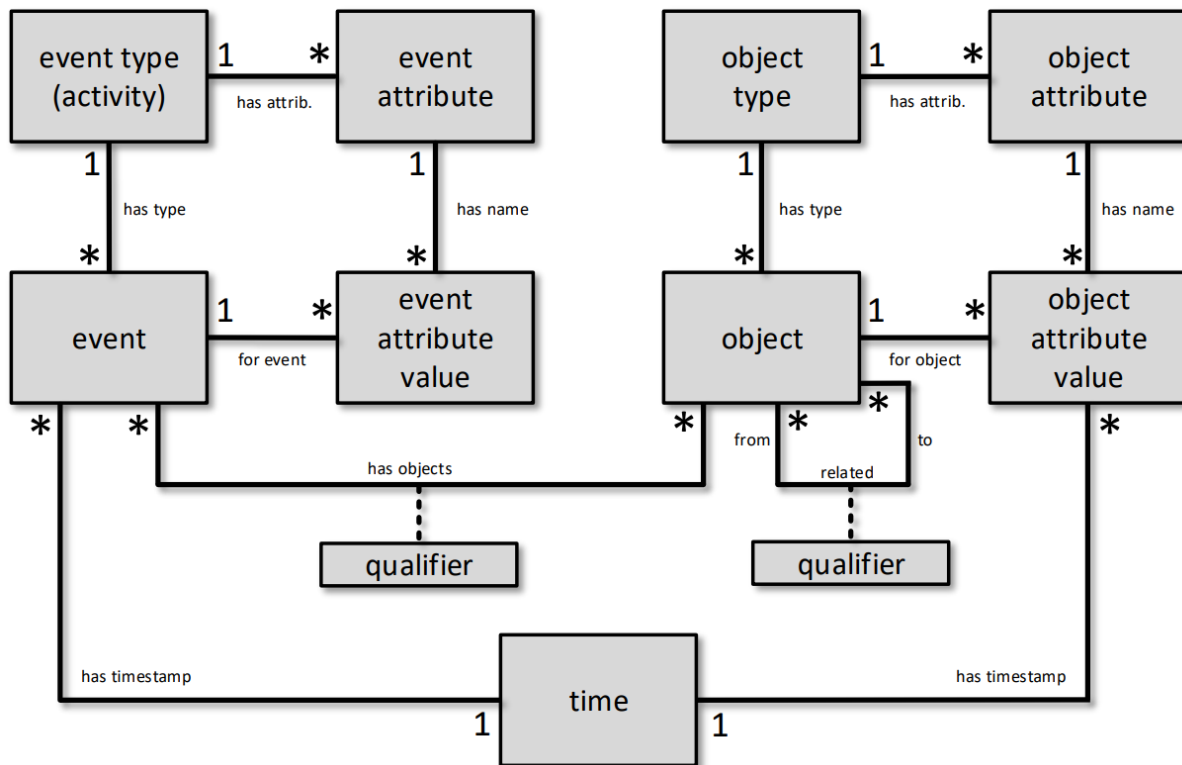 event type
(activity)
1
*
has attrib.
event
attribute
object
type
1
*
has attrib.
object
attribute
1
has type
*
1
has name
*
1
has type
*
1
has name
*
event
1
*
for event
event
attribute
value
object
1
*
for object
object
attribute
value
*
*
has objects
*
from
*
*
to
related
*
qualifier
qualifier
has timestamp
1
time
1
has timestamp